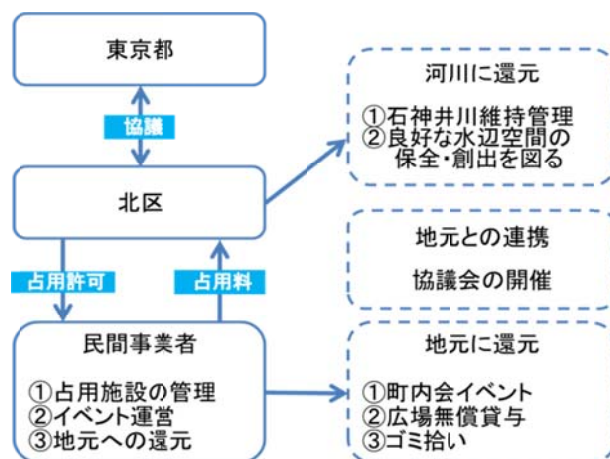 東京都
協議
北区
占用許可
占用料
民間事業者
①占用施設の管理
②イベント運営
③地元への還元
河川に還元
①石神井川維持管理
②良好な水辺空間の
保全・創出を図る
地元との連携
協議会の開催
地元に還元
①町内会イベント
②広場無償貸与
③ゴミ拾い